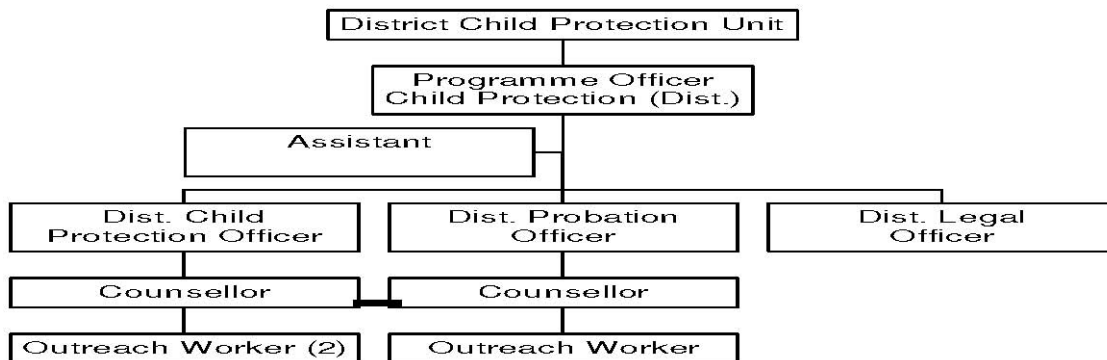 District Child Protection Unit
Programme Officer
Child Protection (Dist.)
Assistant
Dist. Child
Protection Officer
Dist. Probation
Officer
Dist. Legal
Officer
Counsellor
Counsellor
Outreach Worker (2)
Outreach Worker